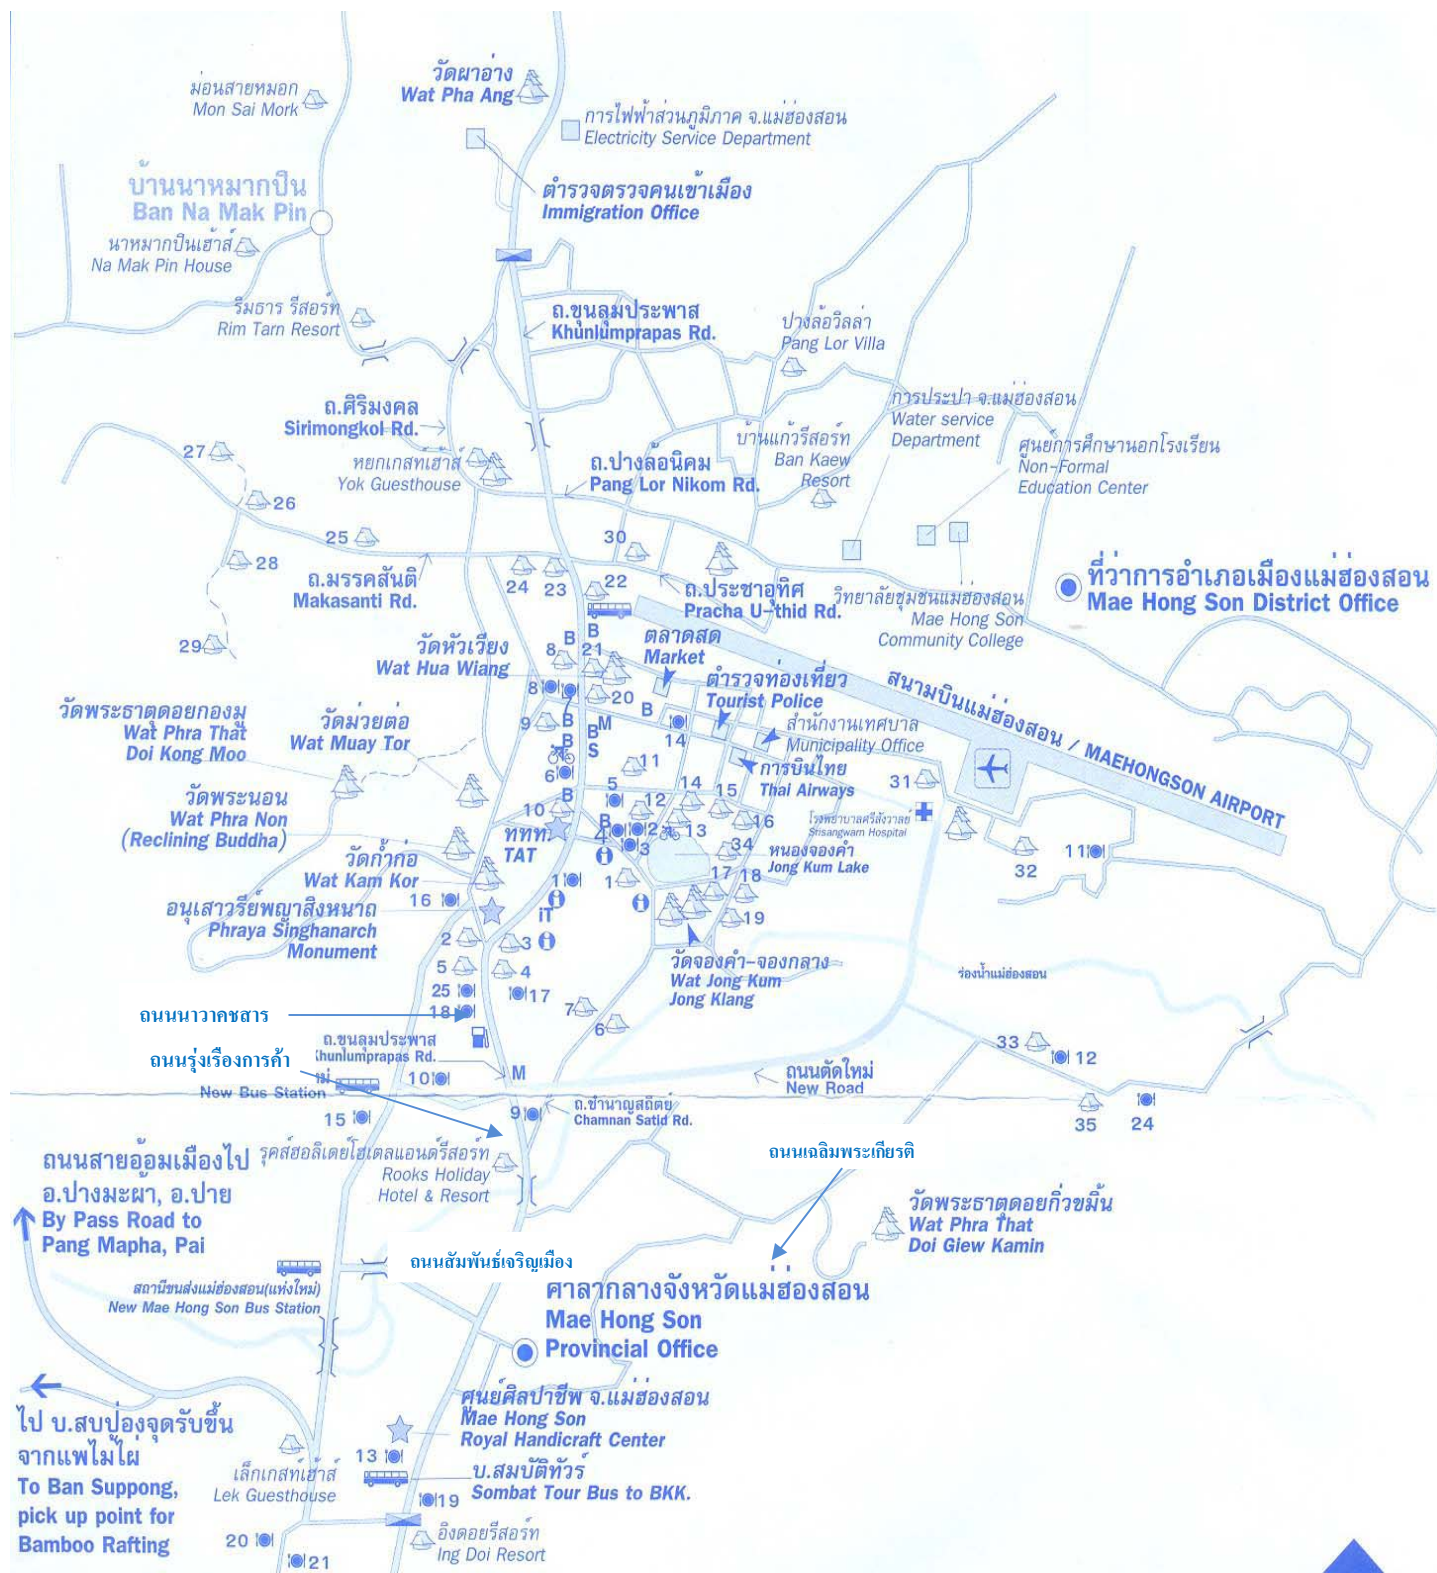 วัดผาอ่าง
Wat Pha Ang
ม่อนสายหมอก
Mon Sai Mork
การไฟฟ้าส่วนภูมิภาค จ.แม่ฮ่องสอน
Electricity Service Department
บ้านนาหมากปิน
Ban Na Mak Pin
ตำรวจตรวจคนเข้าเมือง
Immigration Office
นาหมากปินเฮ้าส์
Na Mak Pin House
ริมธาร รีสอร์ท
Rim Tarn Resort
ถ.ขุนลุมประพาส
Khunlumprapas Rd.
ปางล้อวิลล่า
Pang Lor Villa
ถ.ศิริมงคล
Sirimongkol Rd.
การประปา จ.แม่ฮ่องสอน
Water service
Department
บ้านแก้วรีสอร์ท
Ban Kaew
Resort
ศูนย์การศึกษานอกโรงเรียน
Non-Formal
Education Center
หยกเกสท์เฮ้าส์
Yok Guesthouse
ถ.ปางล้อนิคม
Pang Lor Nikom Rd.
27
26
25
28
30
24
23
22
ถ.มรรคสันติ
Makasanti Rd.
ถ.ประชาอุทิศ
Pracha U-thid Rd.
วิทยาลัยชุมชนแม่ฮ่องสอน
Mae Hong Son
Community College
ที่ว่าการอำเภอเมืองแม่ฮ่องสอน
Mae Hong Son District Office
29
วัดหัวเวียง
Wat Hua Wiang
B
B
8
21
ตลาดสด
Market
สนามบินแม่ฮ่องสอน / MAEHONGSON AIRPORT
8
7
20
ตำรวจท่องเที่ยว
Tourist Police
วัดพระธาตุดอยกองมู
Wat Phra That
Doi Kong Moo
วัดม่วยต่อ
Wat Muay Tor
9
B
B
M
B
S
B
14
สำนักงานเทศบาล
Municipality Office
การบินไทย
Thai Airways
6
11
5
31
วัดพระนอน
Wat Phra Non
(Reclining Buddha)
10
B
12
14
15
16
โรงพยาบาลศรีสังวาลย์
Srisangwarn Hospital
ททท.
TAT
B
4
2
3
13
34
หนองจองคำ
Jong Kum Lake
32
11
วัดก้ำก่อ
Wat Kam Kor
1
1
17
18
16
อนุเสาวรีย์พญาสิงหนาถ
Phraya Singhanarch
Monument
iT
19
2
3
5
4
วัดจองคำ-จองกลาง
Wat Jong Kum
Jong Klang
ร่องน้ำแม่ฮ่องสอน
25
17
18
7
6
ถนนนาวาคชสาร
ถ.ขุนลุมประพาส
Khunlumprapas Rd.
33
12
ถนนรุ่งเรืองการค้า
10
M
ถนนตัดใหม่
New Road
New Bus Station
15
9
ถ.ชำนาญสถิตย์
Chamnan Satid Rd.
35
24
รุคส์ฮอลิเดย์โฮเตลแอนด์รีสอร์ท
Rooks Holiday
Hotel & Resort
ถนนเฉลิมพระเกียรติ
ถนนสายอ้อมเมืองไป
อ.ปางมะผ้า, อ.ปาย
By Pass Road to
Pang Mapha, Pai
วัดพระธาตุดอยกิ่วขมิ้น
Wat Phra That
Doi Giew Kamin
ถนนสัมพันธ์เจริญเมือง
สถานีขนส่งแม่ฮ่องสอน(แห่งใหม่)
New Mae Hong Son Bus Station
ศาลากลางจังหวัดแม่ฮ่องสอน
Mae Hong Son
Provincial Office
ศูนย์ศิลปาชีพ จ.แม่ฮ่องสอน
Mae Hong Son
Royal Handicraft Center
13
ไป บ.สบป่องจุดรับขึ้น
จากแพไม้ไผ่
To Ban Suppong,
pick up point for
Bamboo Rafting
เล็กเกสท์เฮ้าส์
Lek Guesthouse
บ.สมบัติทัวร์
Sombat Tour Bus to BKK.
19
20
21
อิงดอยรีสอร์ท
Ing Doi Resort